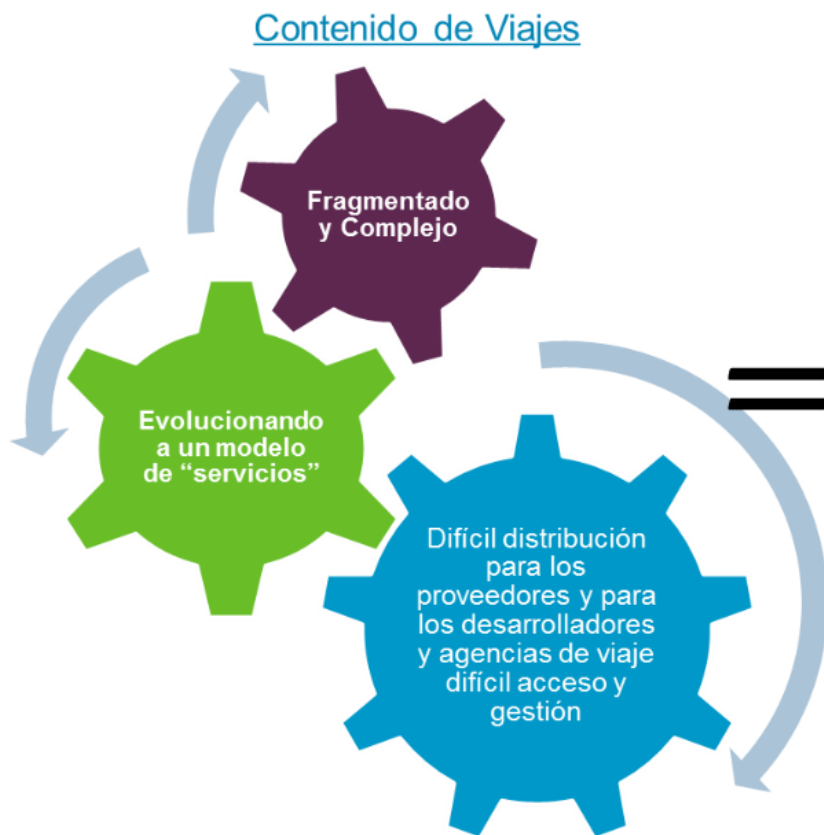 Contenido de Viajes
Fragmentado
y Complejo
Evolucionando
a un modelo
de “servicios”
Difícil distribución
para los
proveedores y para
los desarrolladores
y agencias de viaje
difícil acceso y
gestión